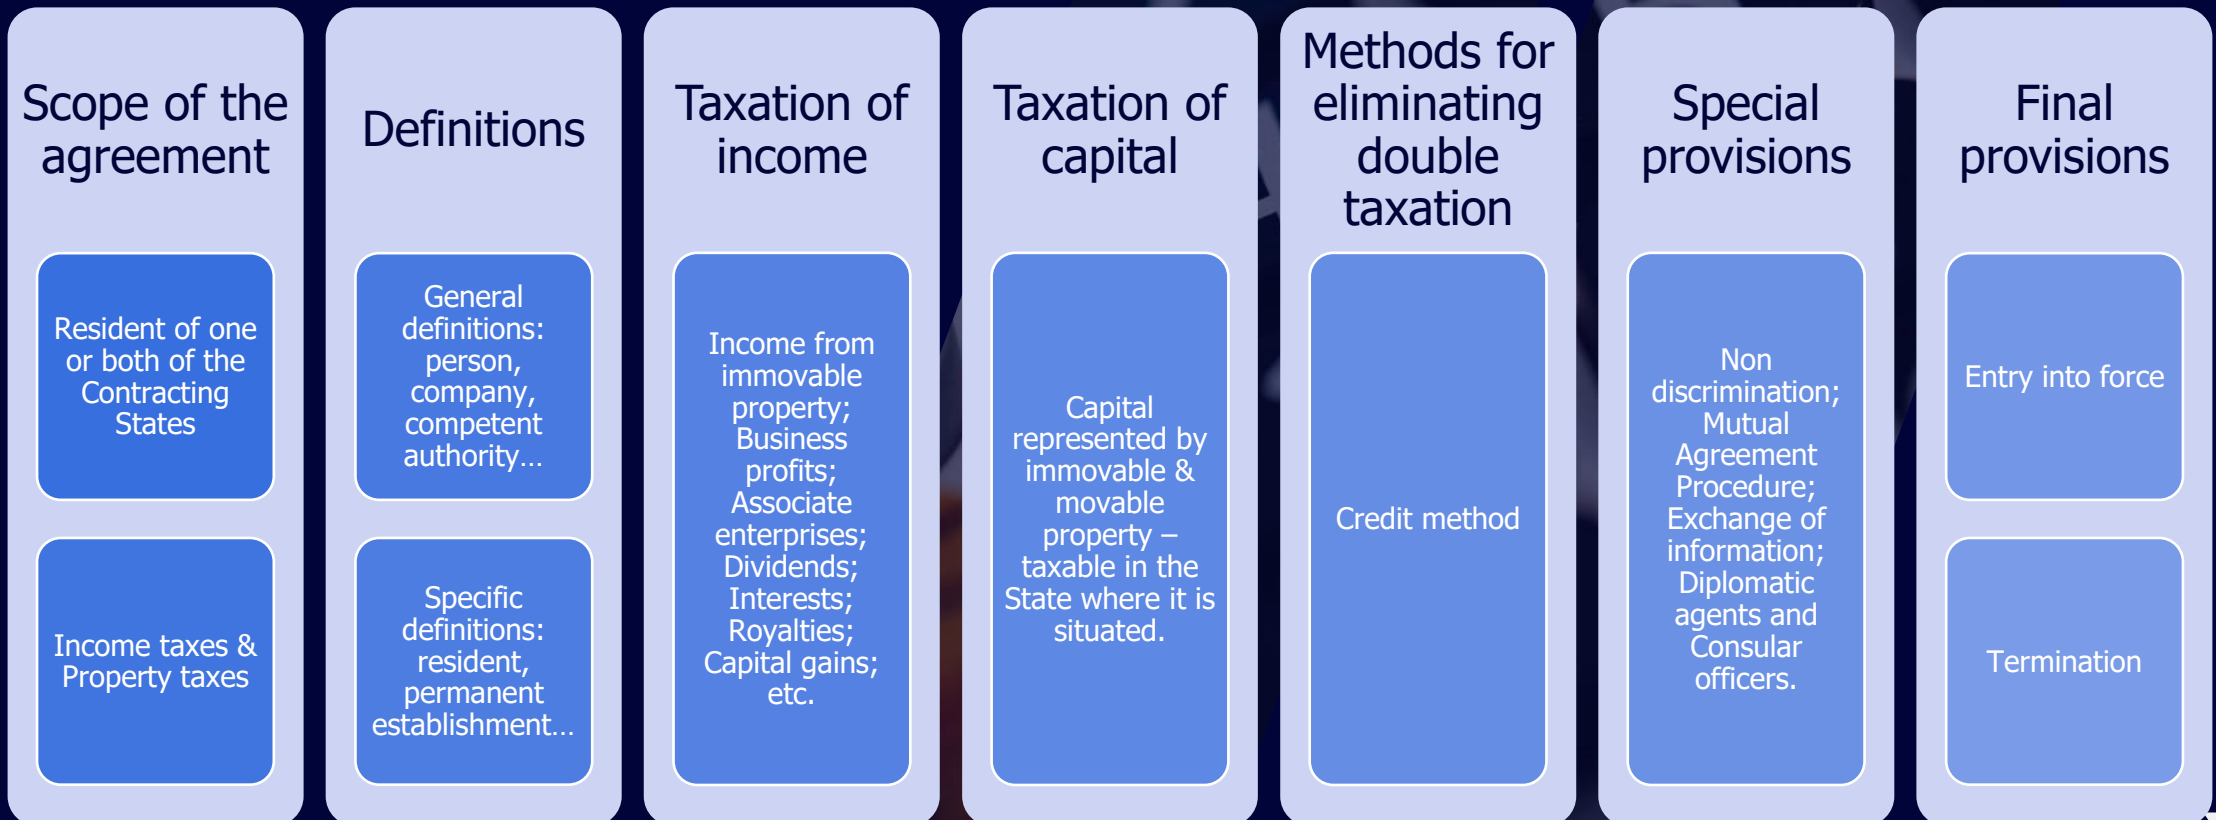 Scope of the
agreement
Resident of one
or both of the
Contracting
States
Income taxes &
Property taxes
Definitions
General
definitions:
person,
company,
competent
authority…
Specific
definitions:
resident,
permanent
establishment…
Taxation of
income
Income from
immovable
property;
Business
profits;
Associate
enterprises;
Dividends;
Interests;
Royalties;
Capital gains;
etc.
Taxation of
capital
Capital
represented by
immovable &
movable
property –
taxable in the
State where it is
situated.
Methods for
eliminating
double
taxation
Credit method
Special
provisions
Non
discrimination;
Mutual
Agreement
Procedure;
Exchange of
information;
Diplomatic
agents and
Consular
officers.
Final
provisions
Entry into force
Termination